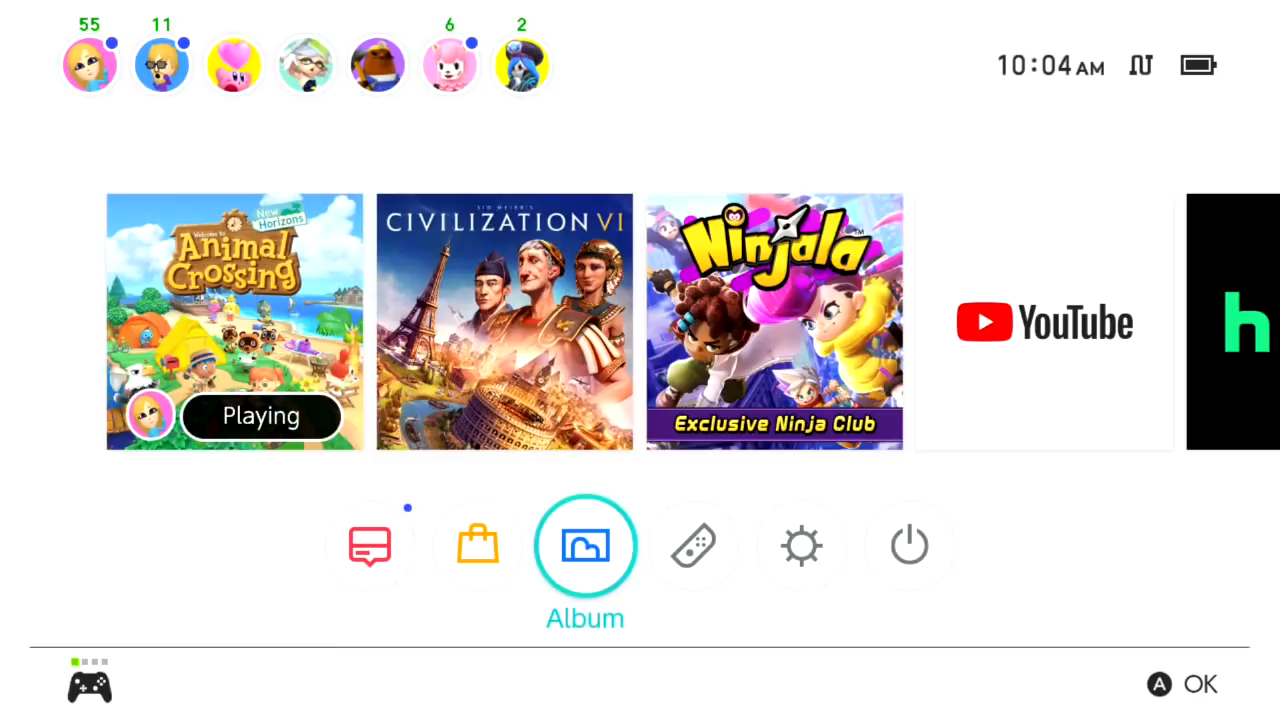 55
11
6
2
10:04 AM
Welcome to
Animal
Crossing
New
Horizons
Playing
SID MEIER'S
CIVILIZATION VI
Ninjala
TM
Exclusive Ninja Club
YouTube
h
Album
A OK